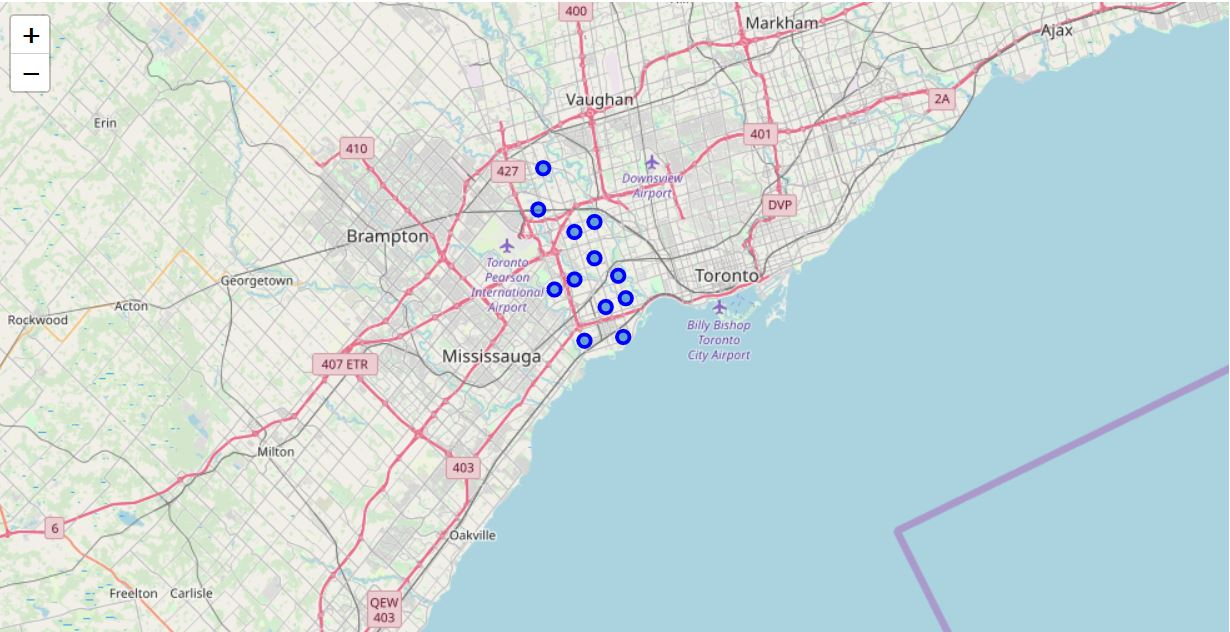 +
−
400
Markham
Ajax
Vaughan
2A
Erin
410
401
427
Downsview
Airport
DVP
Brampton
Toronto
Pearson
International
Airport
Toronto
Georgetown
Acton
Rockwood
Billy Bishop
Toronto
City Airport
Mississauga
407 ETR
Milton
403
6
Oakville
Freelton
Carlisle
QEW
403